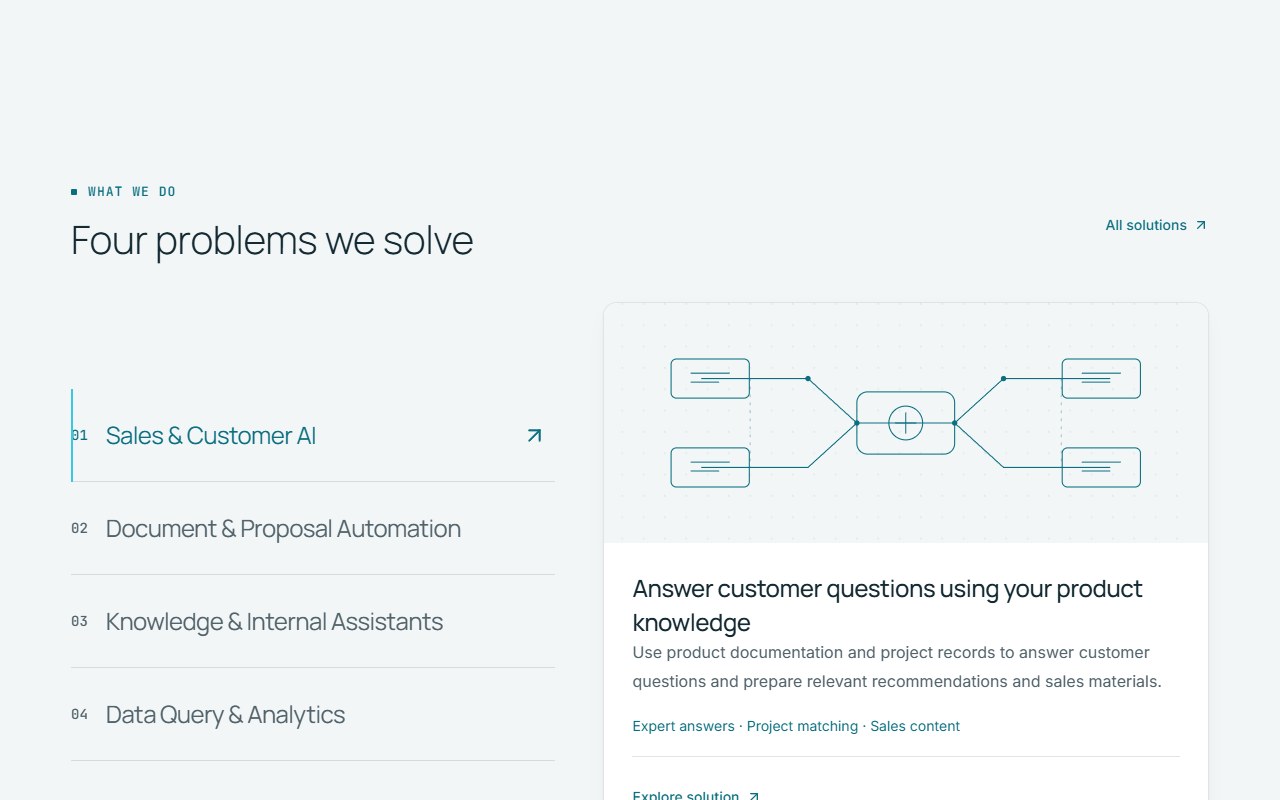 WHAT WE DO
Four problems we solve
All solutions
01 Sales & Customer AI
02 Document & Proposal Automation
03 Knowledge & Internal Assistants
04 Data Query & Analytics
Answer customer questions using your product
knowledge
Use product documentation and project records to answer customer
questions and prepare relevant recommendations and sales materials.
Expert answers · Project matching · Sales content
Explore solution